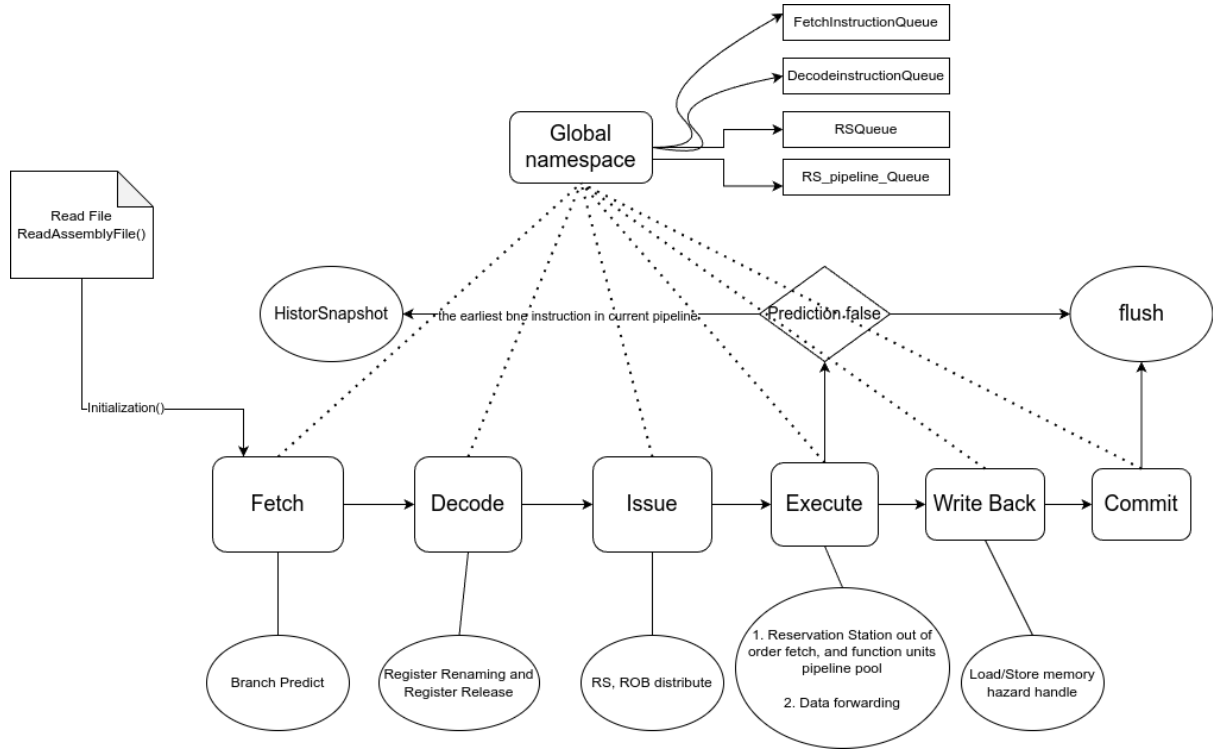 FetchInstructionQueue
DecodeinstructionQueue
Global
namespace
RSQueue
RS_pipeline_Queue
Read File
ReadAssemblyFile()
HistorSnapshot
the earliest bne instruction in current pipeline
Prediction false
flush
Initialization()
Fetch
Decode
Issue
Execute
Write Back
Commit
Branch Predict
Register Renaming and
Register Release
RS, ROB distribute
1. Reservation Station out of
order fetch, and function units
pipeline pool
2. Data forwarding
Load/Store memory
hazard handle